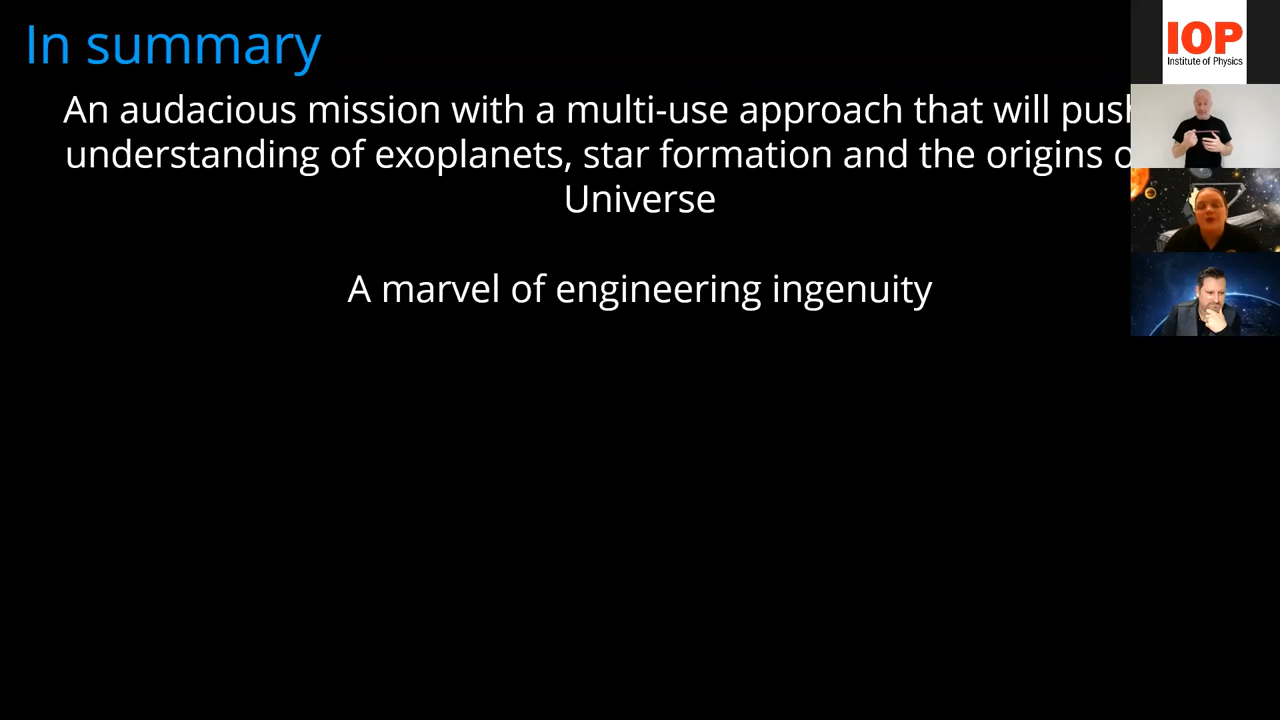 In summary
IOP
Institute of Physics
An audacious mission with a multi-use approach that will push
understanding of exoplanets, star formation and the origins
Universe
A marvel of engineering ingenuity